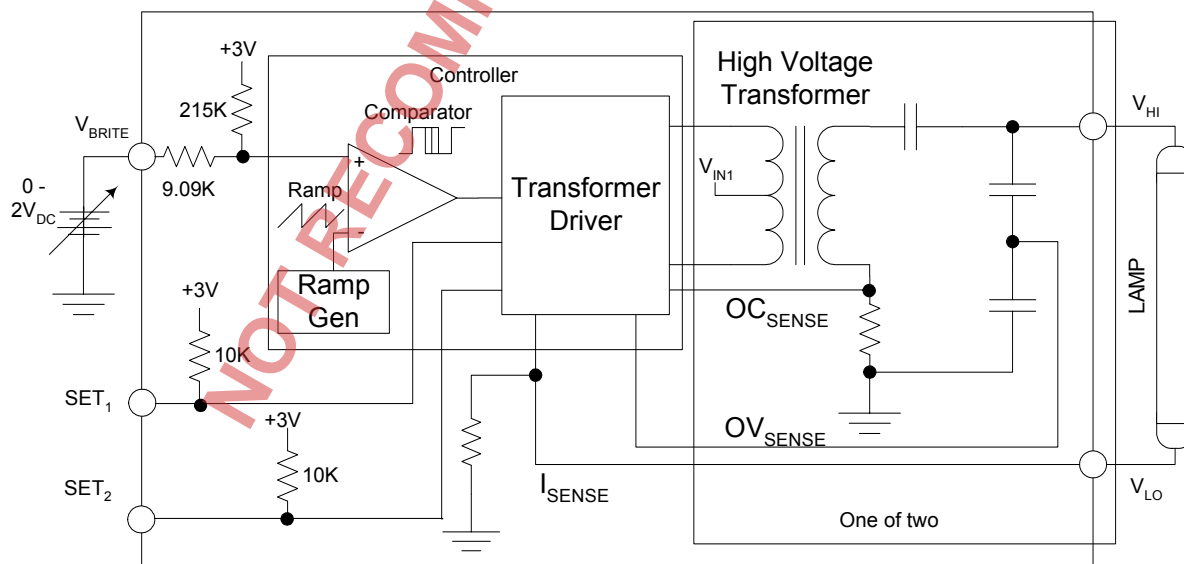 +3V
Controller
High Voltage
Transformer
215K
Comparator
V_HI
V_BRITE
+
V_IN1
9.09K
Ramp
Transformer
Driver
0 -
2V_DC
-
Ramp
Gen
LAMP
+3V
OC_SENSE
10K
SET_1
+3V
OV_SENSE
10K
SET_2
I_SENSE
V_LO
One of two
NOT RECOM